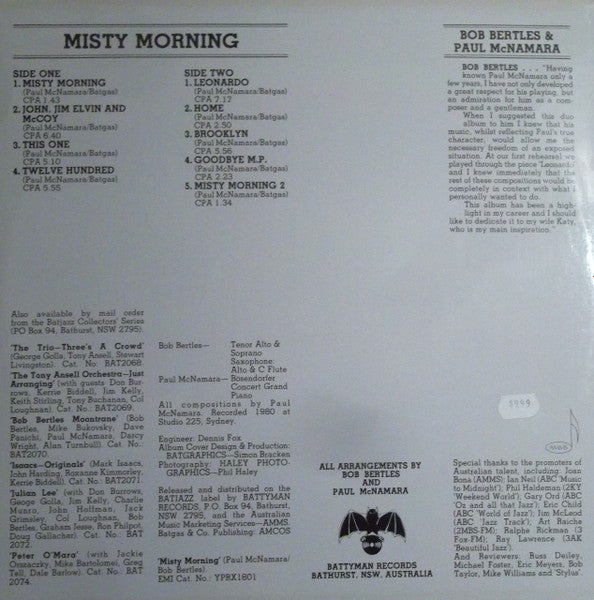 MISTY MORNING
SIDE ONE
1. MISTY MORNING
(Paul McNamara/Batgas)
CPA 1.43
2. JOHN, JIM ELVIN AND
McCOY
(Paul McNamara/Batgas)
CPA 6.40
3. THIS ONE
(Paul McNamara/Batgas)
CPA 5.10
4. TWELVE HUNDRED
(Paul McNamara/Batgas)
CPA 5.55
SIDE TWO
1. LEONARDO
(Paul McNamara/Batgas)
CPA 7.17
2. HOME
(Paul McNamara/Batgas)
CPA 2.50
3. BROOKLYN
(Paul McNamara/Batgas)
CPA 5.56
4. GOODBYE M.P.
(Paul McNamara/Batgas)
CPA 2.23
5. MISTY MORNING 2
(Paul McNamara/Batgas)
CPA 1.34
BOB BERTLES &
PAUL McNAMARA
BOB BERTLES . . . "Having
known Paul McNamara only a
few years, I have not only developed
a great respect for his playing, but
an admiration for him as a com-
poser and a gentleman.
When I suggested this duo
album to him I knew that his
music, whilst reflecting Paul's true
character, would allow me the
necessary freedom of an exposed
situation. At our first rehearsal we
played through the piece 'Leonardo'
and I knew immediately that the
rest of these compositions would be
completely in context with what I
personally wanted to do.
This album has been a high-
light in my career and I should
like to dedicate it to my wife Katy,
who is my main inspiration."
Also available by mail order
from the Batjazz Collectors' Series
(PO Box 94, Bathurst, NSW 2795).
'The Trio—Three's A Crowd'
(George Golla, Tony Ansell, Stewart
Livingston). Cat. No: BAT2068.
'The Tony Ansell Orchestra—Just
Arranging' (with guests Don Bur-
rows, Kerrie Biddell, Jim Kelly,
Keith Stirling, Tony Buchanan, Col
Loughnan) Cat. No.: BAT2069.
'Bob Bertles Moontrane' (Bob
Bertles, Mike Bukovsky, Dave
Panichi, Paul McNamara, Darcy
Wright, Alan Turnbull). Cat. No.:
BAT2070.
'Isaacs—Originals' (Mark Isaacs,
John Harding, Roxanne Kimmorley,
Kerrie Biddell). Cat. No.: BAT2071.
'Julian Lee' (with Don Burrows,
Geoge Golla, Jim Kelly, Charlie
Munro, John Hoffman, Jack
Grimsley, Col Loughnan, Bob
Bertles, Graham Jesse, Ron Philpot,
Doug Gallacher). Cat. No.: BAT
2072.
'Peter O'Mara' (with Jackie
Orszaczky, Mike Bartolomei, Greg
Tell, Dale Barlow). Cat. No.: BAT
2074.
Bob Bertles— Tenor Alto &
Soprano
Saxophone:
Alto & C Flute
Paul McNamara— Bosendorfer
Concert Grand
Piano
All compositions by Paul
McNamara. Recorded 1980 at
Studio 225, Sydney.
Engineer: Dennis Fox
Album Cover Design & Production:
BATGRAPHICS—Simon Bracken
Photography: HALEY PHOTO-
GRAPHICS—Phil Haley
Released and distributed on the
BATJAZZ label by BATTYMAN
RECORDS, P.O. Box 94, Bathurst,
NSW 2795, and the Australian
Music Marketing Services—AMMS.
Batgas & Co. Publishing: AMCOS
'Misty Morning' (Paul McNamara/
Bob Bertles).
EMI Cat. No.: YPRX1801
ALL ARRANGEMENTS BY
BOB BERTLES
AND
PAUL McNAMARA
BATTYMAN RECORDS
BATHURST, NSW, AUSTRALIA
Special thanks to the promoters of
Australian talent, including: Joan
Bona (AMMS); Ian Neil (ABC 'Music
to Midnight'); Phil Haldeman (2KY
'Weekend World'); Gary Ord (ABC
'Oz and all that Jazz'); Eric Child
(ABC 'World of Jazz'); Jim McLeod
(ABC 'Jazz Track'); Art Raiche
(2MBS-FM); Ralphe Rickman (3
Fox-FM); Ray Lawrence (3AK
'Beautiful Jazz').
And Reviewers: Russ Deiley,
Michael Foster, Eric Meyers, Bob
Taylor, Mike Williams and 'Stylus'.